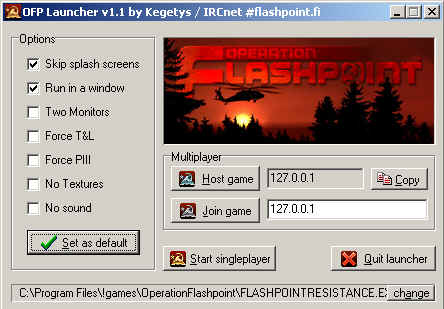 OFP Launcher v1.1 by Kegetys / IRCnet #flashpoint.fi
Options
Skip splash screens
Run in a window
Two Monitors
Force T&L
Force PIII
No Textures
No sound
Set as default
OPERATION
FLASHPOINT
Multiplayer
Host game
127.0.0.1
Copy
Join game
127.0.0.1
Start singleplayer
Quit launcher
C:\Program Files\Igames\OperationFlashpoint\FLASHPOINTRESISTANCE.EX
change